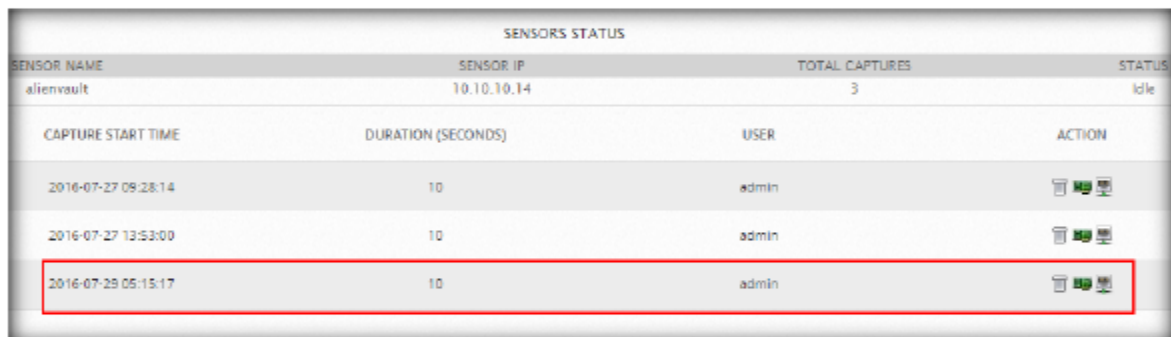 SENSORS STATUS
SENSOR NAME SENSOR IP TOTAL CAPTURES STATUS
alienvault 10.10.10.14 3 Idle
CAPTURE START TIME DURATION (SECONDS) USER ACTION
2016-07-27 09:28:14 10 admin
2016-07-27 13:53:00 10 admin
2016-07-29 05:15:17 10 admin